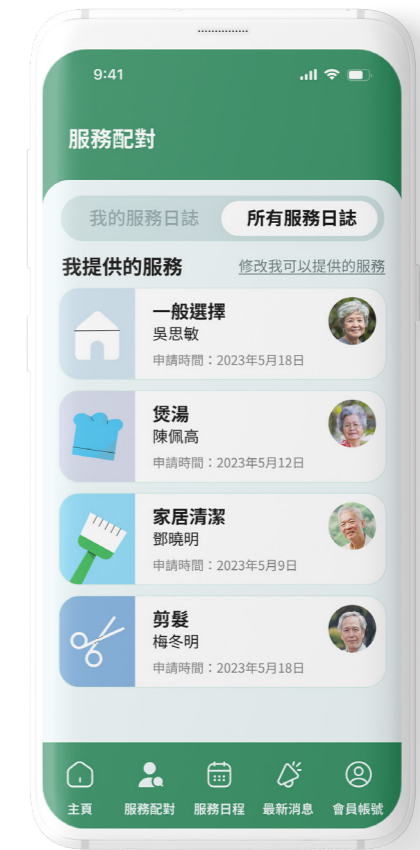 9:41
服務配對
我的服務日誌
所有服務日誌
我提供的服務
修改我可以提供的服務
一般選擇
吳思敏
申請時間：2023年5月18日
煲湯
陳佩高
申請時間：2023年5月12日
家居清潔
鄧曉明
申請時間：2023年5月9日
剪髮
梅冬明
申請時間：2023年5月18日
主頁
服務配對
服務日程
最新消息
會員帳號